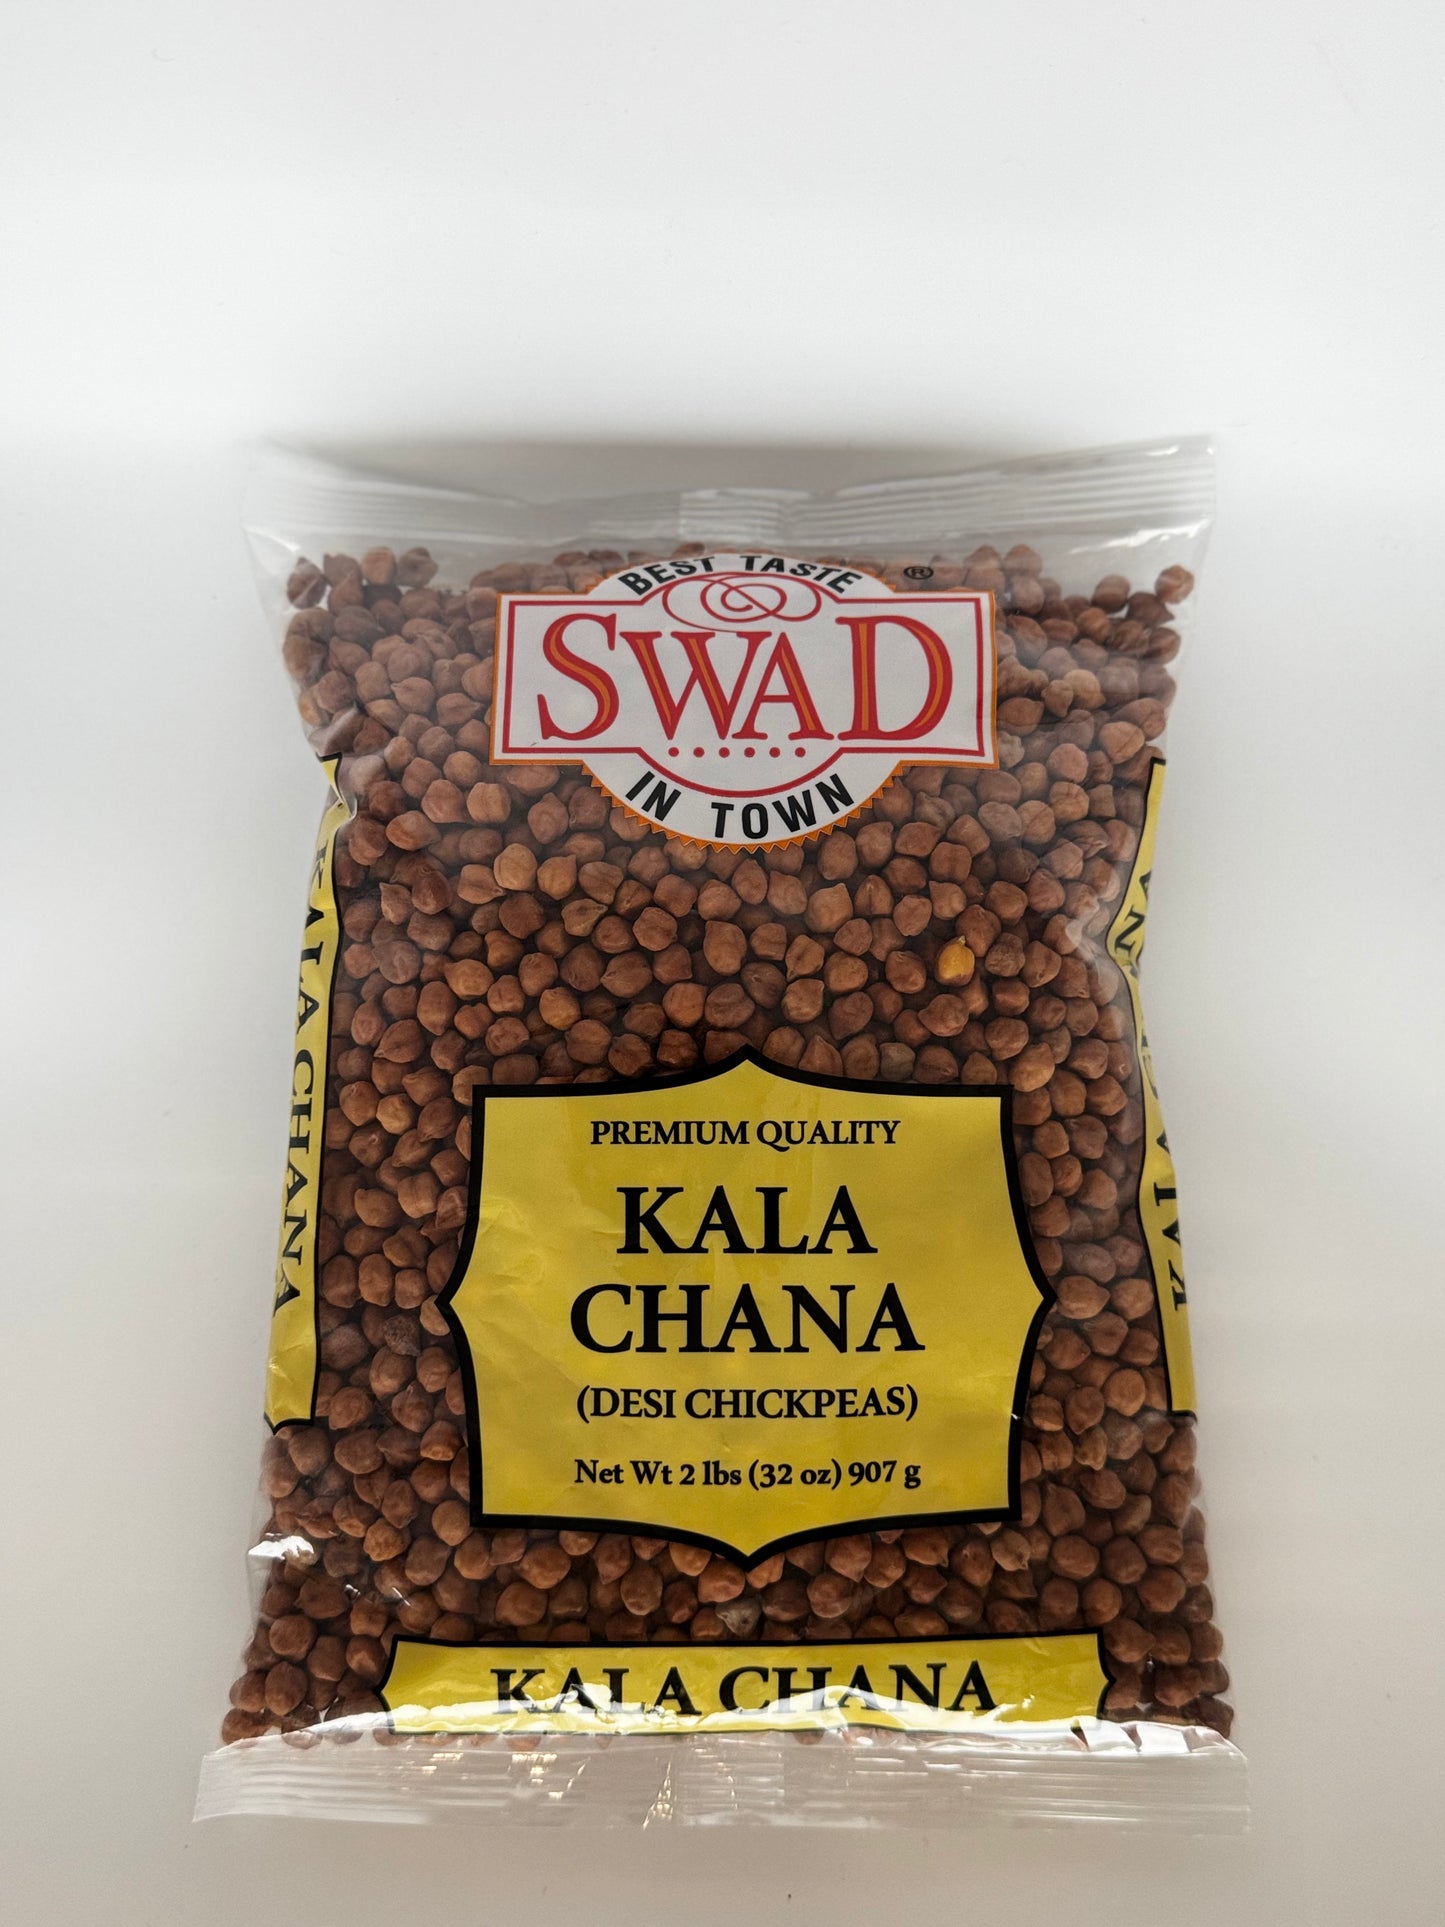 BEST TASTE
®
SWAD
IN TOWN
KALA CHANA
KALA CHANA
PREMIUM QUALITY
KALA
CHANA
(DESI CHICKPEAS)
Net Wt 2 lbs (32 oz) 907 g
KALA CHANA